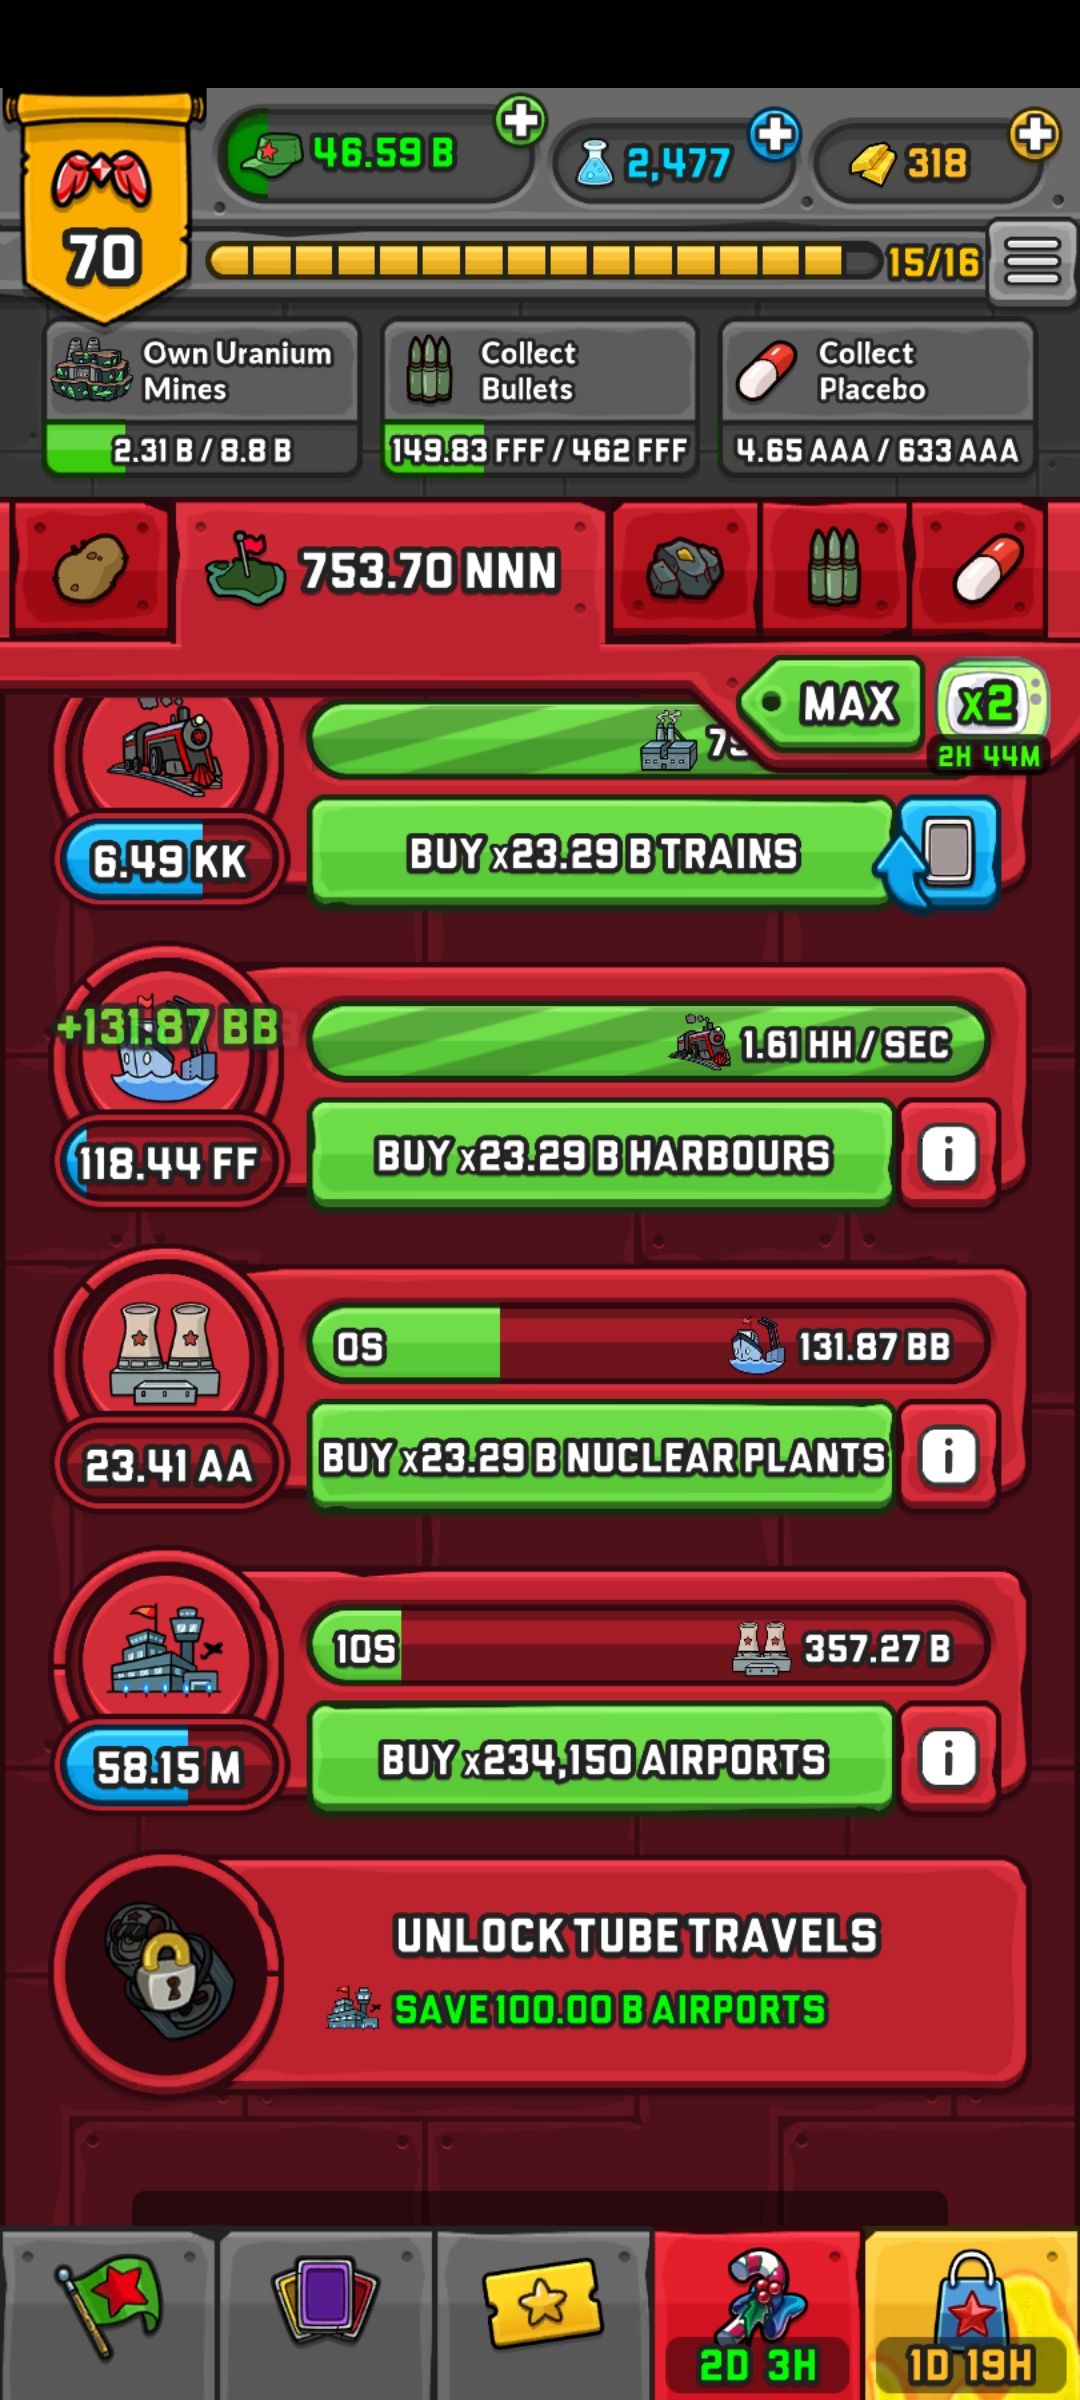 46.59 B
2,477
318
70
15/16
Own Uranium
Mines
2.31 B / 8.8 B
Collect
Bullets
149.83 FFF / 462 FFF
Collect
Placebo
4.65 AAA / 633 AAA
753.70 NNN
MAX
x2
2H 44M
6.49 KK
BUY x23.29 B TRAINS
+131.87 BB
1.61 HH / SEC
118.44 FF
BUY x23.29 B HARBOURS
i
0S
131.87 BB
23.41 AA
BUY x23.29 B NUCLEAR PLANTS
i
10S
357.27 B
58.15 M
BUY x234,150 AIRPORTS
i
UNLOCK TUBE TRAVELS
SAVE 100.00 B AIRPORTS
2D 3H
1D 19H